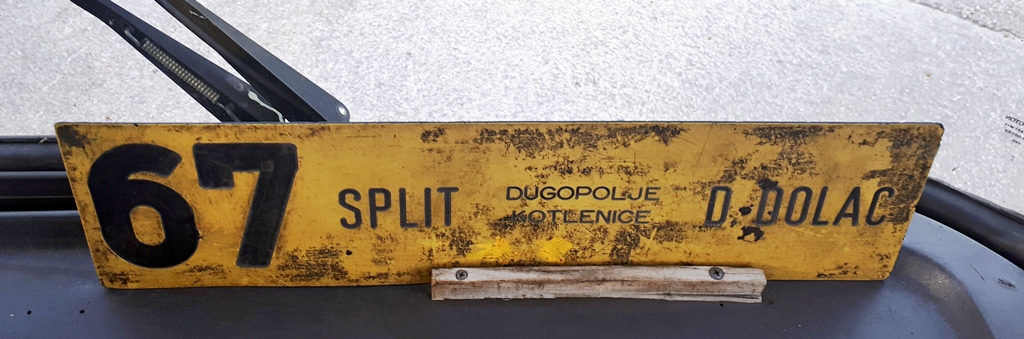 67 SPLIT DUGOPOLJE D. DOLAC
KOTLENICE